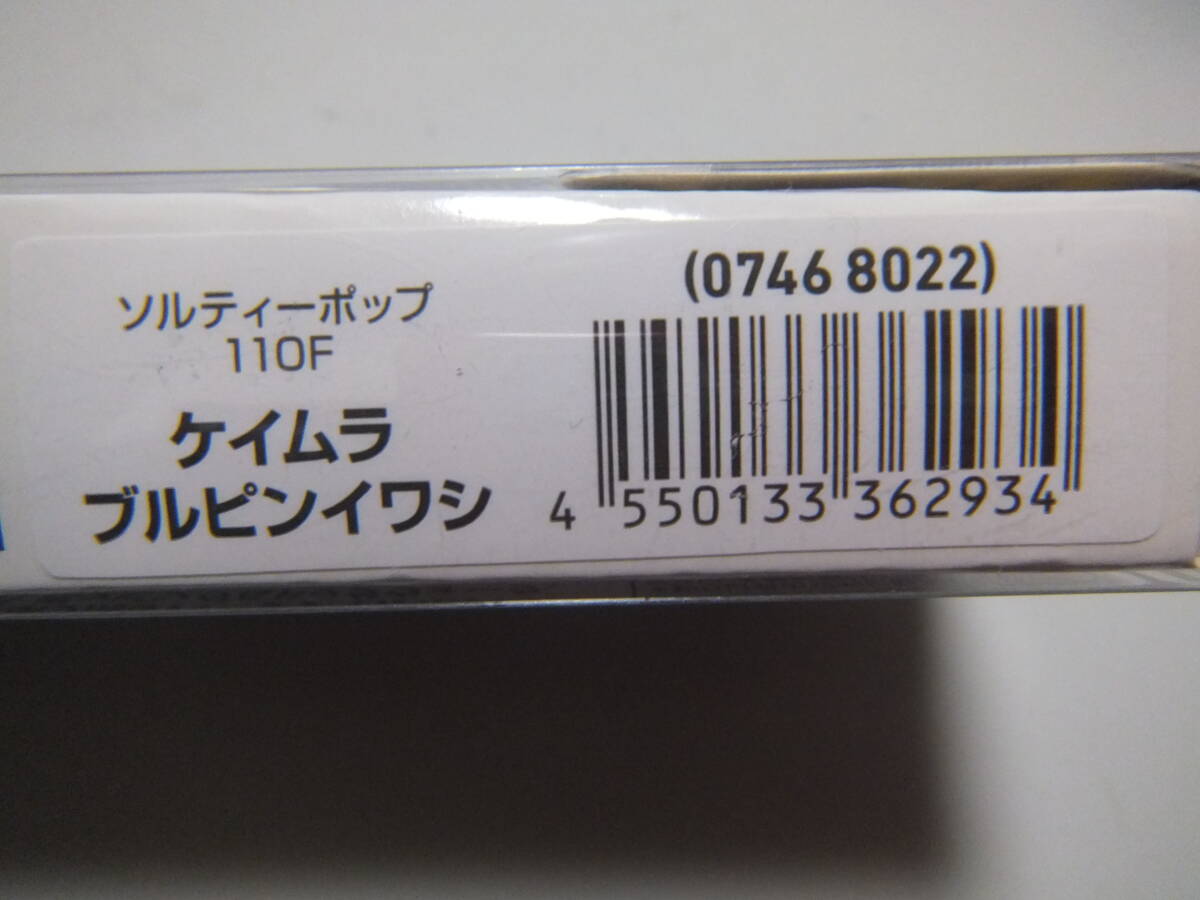 ソルティーポップ
110F
ケイムラ
ブルピンイワシ
(0746 8022)
4 550133 362934